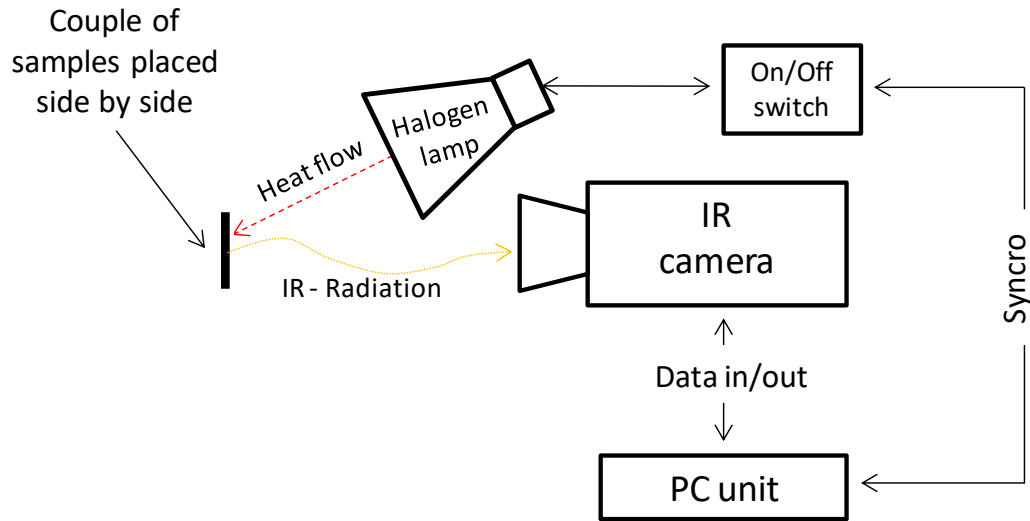 Couple of
samples placed
side by side
Halogen
lamp
On/Off
switch
Heat flow
IR
camera
IR - Radiation
Syncro
Data in/out
PC unit